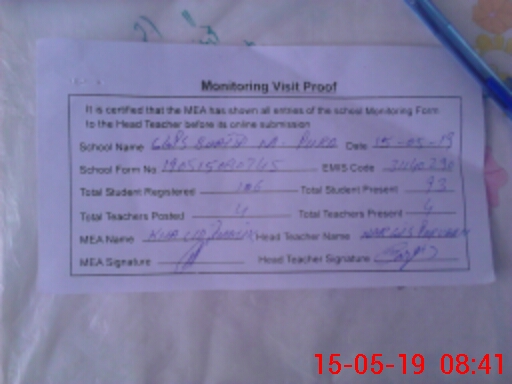 Monitoring Visit Proof
It is certified that the MEA has shown all entries of the school Monitoring Form
to the Head Teacher before its online submission
School Name Date 15-05-19
School Form No EMIS Code
Total Student Registered 106 Total Student Present 93
Total Teachers Posted 4 Total Teachers Present 4
MEA Name Head Teacher Name NARGIS
MEA Signature Head Teacher Signature
15-05-19 08:41